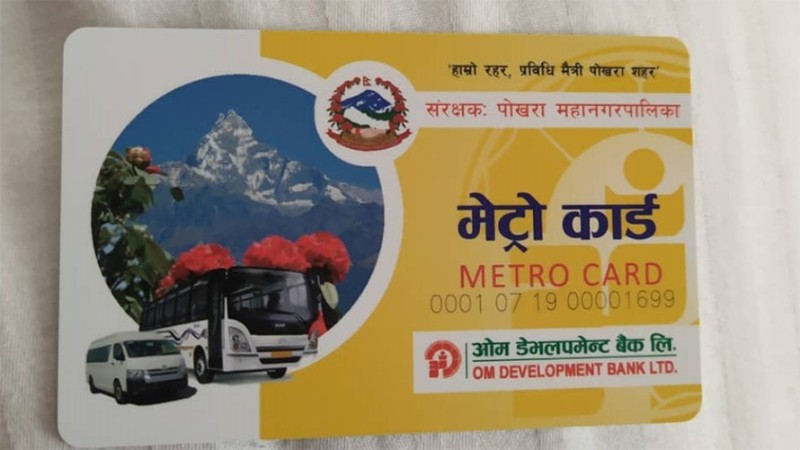 'हाम्रो रहर, प्रविधि मैत्री पोखरा शहर'
संरक्षक: पोखरा महानगरपालिका
मेट्रो कार्ड
METRO CARD
0001 07 19 00001699
ओम डेभलपमेन्ट बैंक लि.
OM DEVELOPMENT BANK LTD.